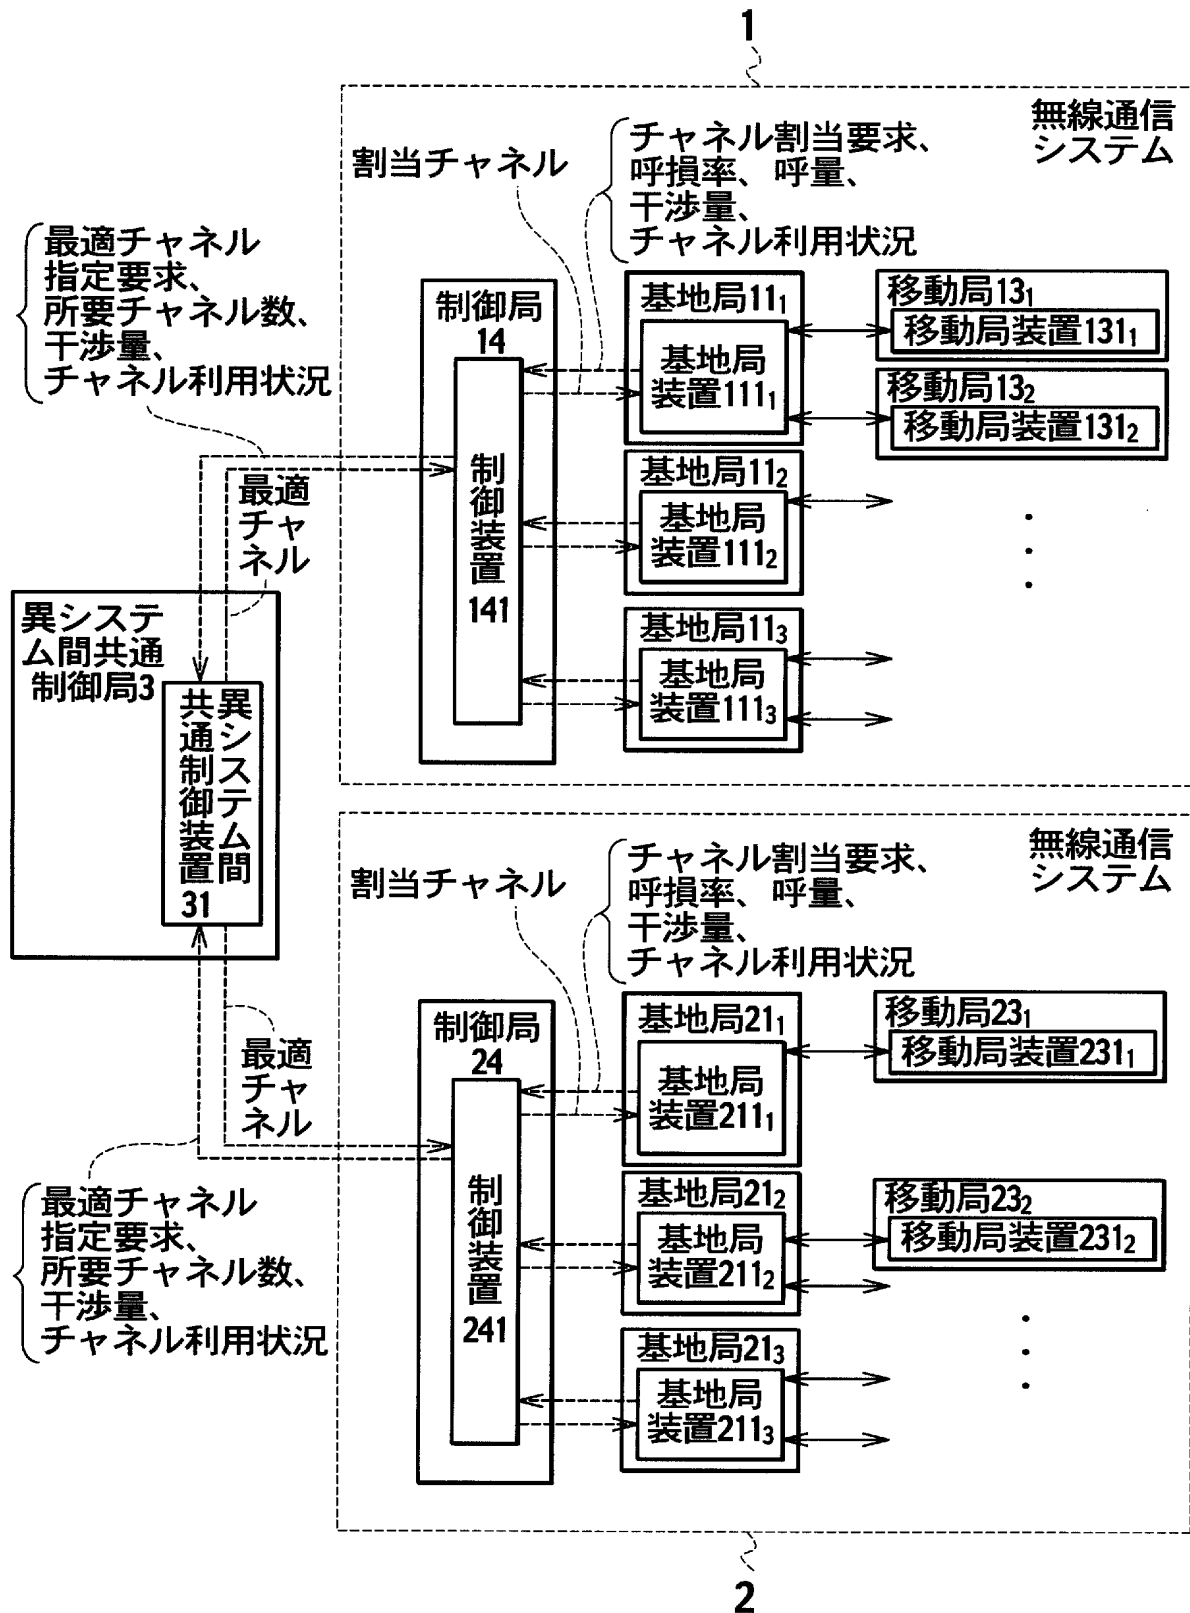 1
無線通信
システム
チャネル割当要求、
呼損率、呼量、
干渉量、
チャネル利用状況
割当チャネル
最適チャネル
指定要求、
所要チャネル数、
干渉量、
チャネル利用状況
制御局
14
制御装置
141
基地局11₁
基地局
装置111₁
移動局13₁
移動局装置131₁
移動局13₂
移動局装置131₂
基地局11₂
基地局
装置111₂
基地局11₃
基地局
装置111₃
最適
チャ
ネル
異システ
ム間共通
制御局3
異システム間
共通制御装置
31
無線通信
システム
チャネル割当要求、
呼損率、呼量、
干渉量、
チャネル利用状況
割当チャネル
制御局
24
制御装置
241
基地局21₁
基地局
装置211₁
移動局23₁
移動局装置231₁
基地局21₂
基地局
装置211₂
移動局23₂
移動局装置231₂
基地局21₃
基地局
装置211₃
最適
チャ
ネル
最適チャネル
指定要求、
所要チャネル数、
干渉量、
チャネル利用状況
2